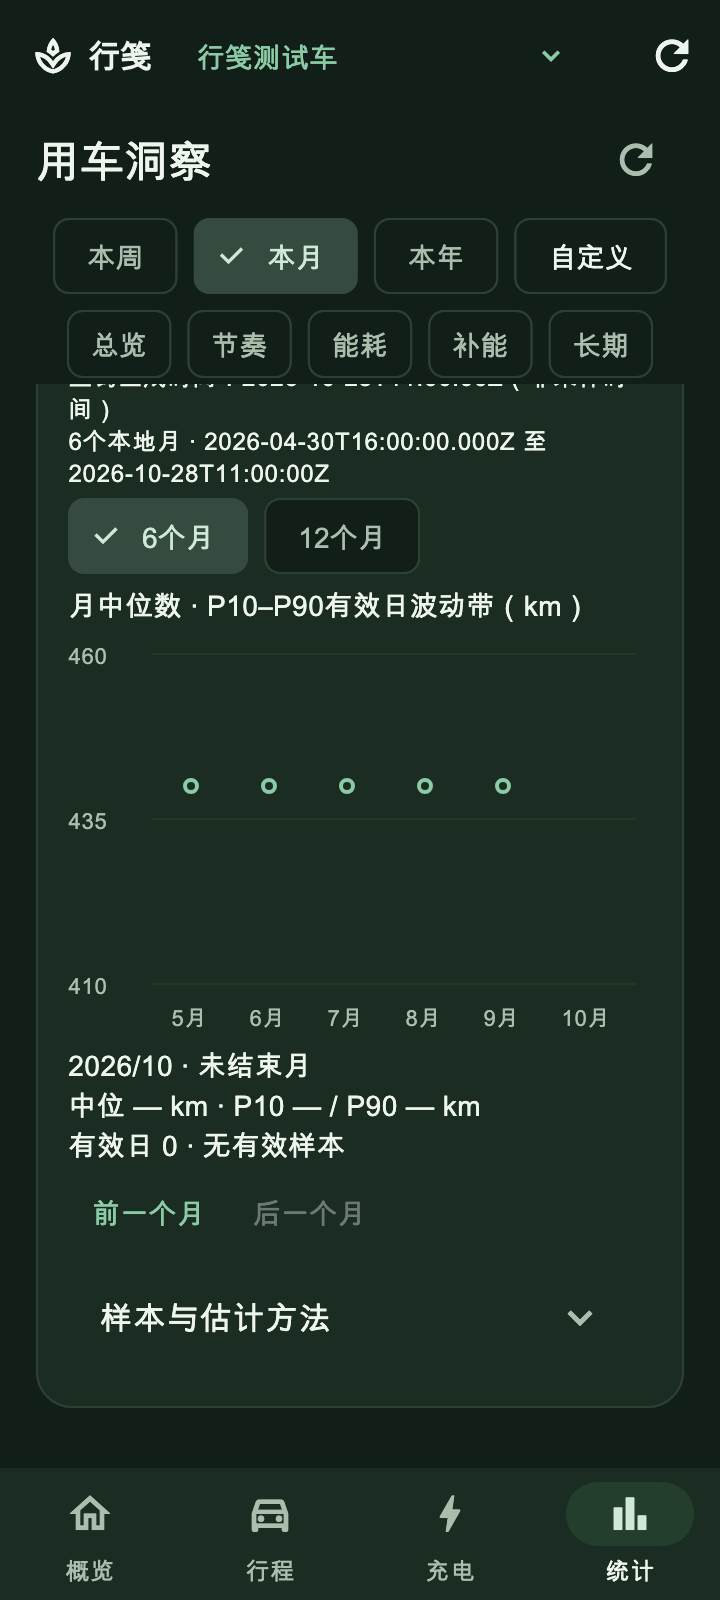 行笺 行笺测试车
用车洞察
本周 本月 本年 自定义
总览 节奏 能耗 补能 长期
间）
6个本地月 · 2026-04-30T16:00:00.000Z 至
2026-10-28T11:00:00Z
6个月 12个月
月中位数 · P10–P90有效日波动带（km）
460
435
410
5月 6月 7月 8月 9月 10月
2026/10 · 未结束月
中位 — km · P10 — / P90 — km
有效日 0 · 无有效样本
前一个月 后一个月
样本与估计方法
概览 行程 充电 统计